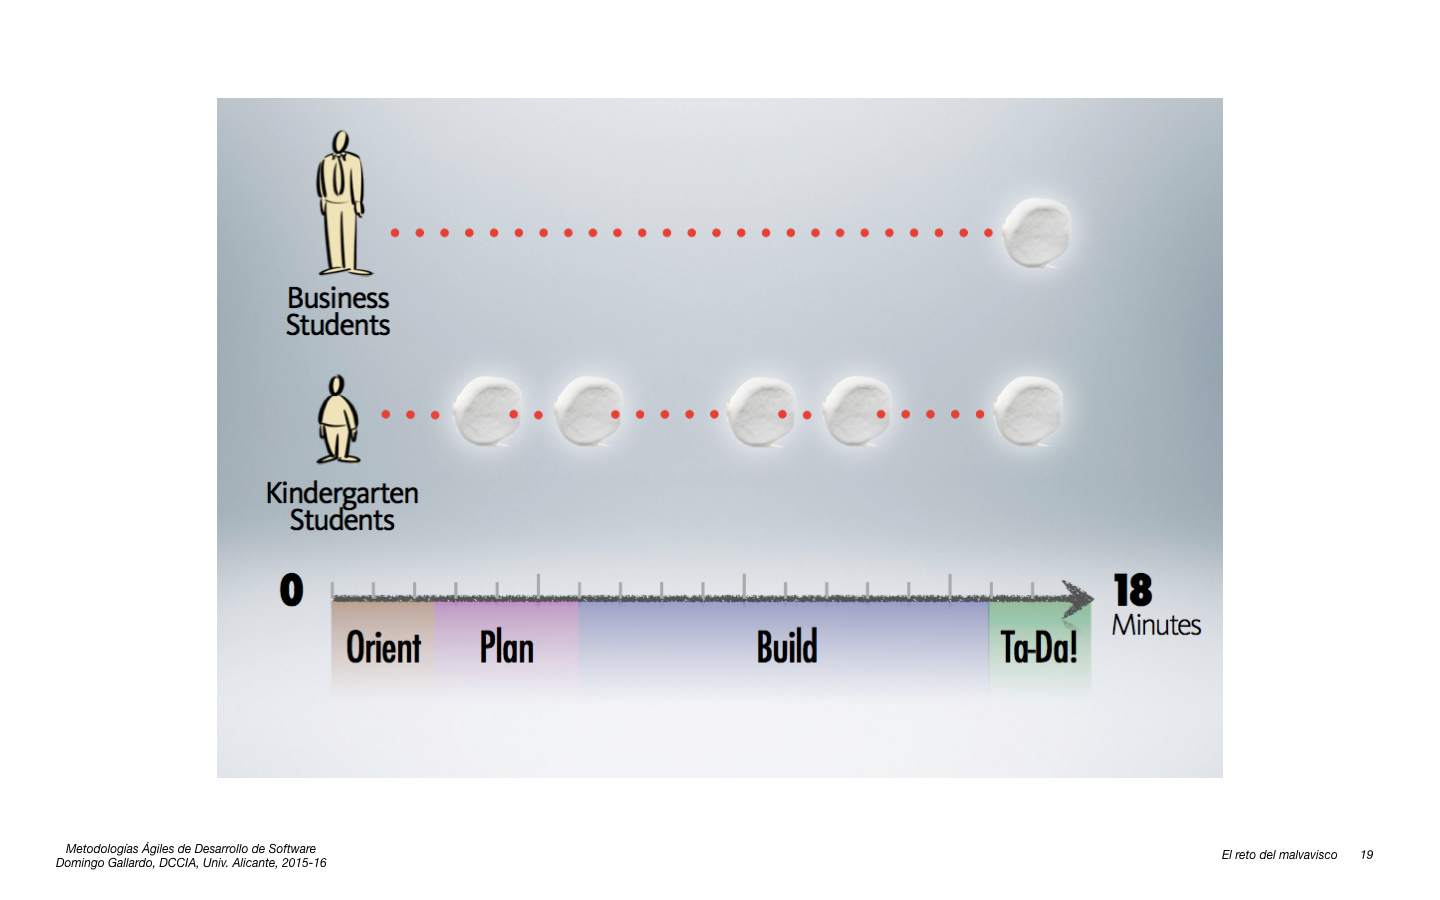 Business
Students
Kindergarten
Students
0
18
Minutes
Orient
Plan
Build
Ta-Da!
Metodologías Ágiles de Desarrollo de Software
Domingo Gallardo, DCCIA, Univ. Alicante, 2015-16
El reto del malvavisco 19